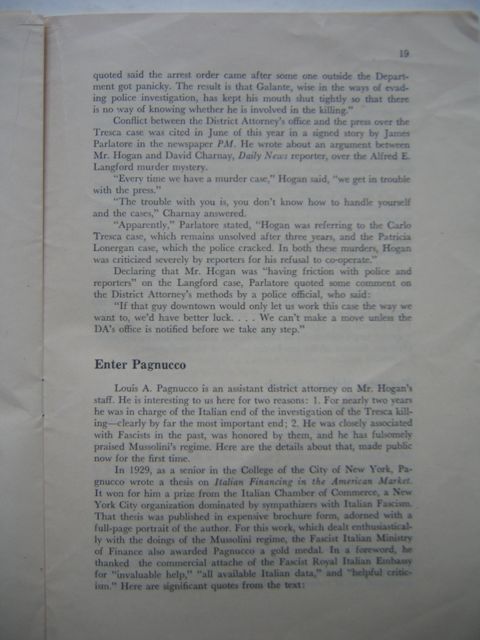 19
quoted said the arrest order came after some one outside the Depart-
ment got panicky. The result is that Galante, wise in the ways of evad-
ing police investigation, has kept his mouth shut tightly so that there
is no way of knowing whether he is involved in the killing."
Conflict between the District Attorney's office and the press over the
Tresca case was cited in June of this year in a signed story by James
Parlatore in the newspaper PM. He wrote about an argument between
Mr. Hogan and David Charnay, Daily News reporter, over the Alfred E.
Langford murder mystery.
"Every time we have a murder case," Hogan said, "we get in trouble
with the press."
"The trouble with you is, you don't know how to handle yourself
and the cases," Charnay answered.
"Apparently," Parlatore stated, "Hogan was referring to the Carlo
Tresca case, which remains unsolved after three years, and the Patricia
Lonergan case, which the police cracked. In both these murders, Hogan
was criticized severely by reporters for his refusal to co-operate."
Declaring that Mr. Hogan was "having friction with police and
reporters" on the Langford case, Parlatore quoted some comment on
the District Attorney's methods by a police official, who said:
"If that guy downtown would only let us work this case the way we
want to, we'd have better luck. . . . We can't make a move unless the
DA's office is notified before we take any step."
Enter Pagnucco
Louis A. Pagnucco is an assistant district attorney on Mr. Hogan's
staff. He is interesting to us here for two reasons: 1. For nearly two years
he was in charge of the Italian end of the investigation of the Tresca kill-
ing—clearly by far the most important end; 2. He was closely associated
with Fascists in the past, was honored by them, and he has fulsomely
praised Mussolini's regime. Here are the details about that, made public
now for the first time.
In 1929, as a senior in the College of the City of New York, Pa-
gnucco wrote a thesis on Italian Financing in the American Market.
It won for him a prize from the Italian Chamber of Commerce, a New
York City organization dominated by sympathizers with Italian Fascism.
That thesis was published in expensive brochure form, adorned with a
full-page portrait of the author. For this work, which dealt enthusiastical-
ly with the doings of the Mussolini regime, the Fascist Italian Ministry
of Finance also awarded Pagnucco a gold medal. In a foreword, he
thanked the commercial attache of the Fascist Royal Italian Embassy
for "invaluable help," "all available Italian data," and "helpful critic-
ism." Here are significant quotes from the text: